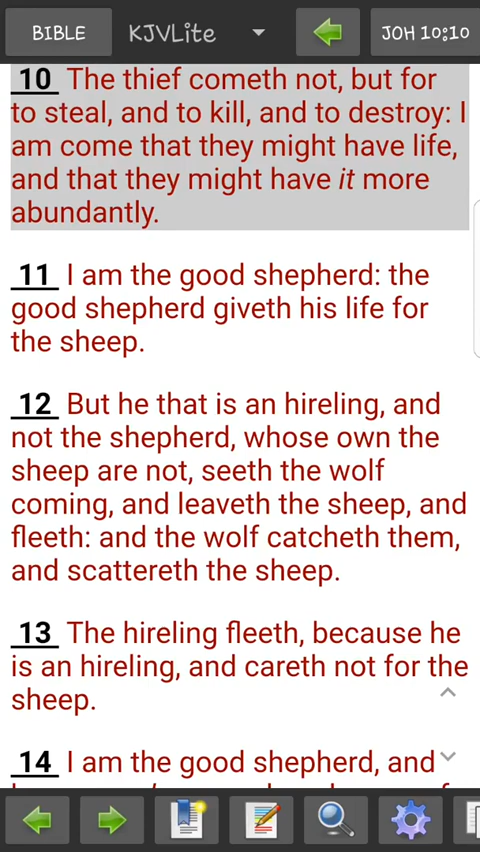 BIBLE KJVLite JOH 10:10
10 The thief cometh not, but for
to steal, and to kill, and to destroy: I
am come that they might have life,
and that they might have it more
abundantly.
11 I am the good shepherd: the
good shepherd giveth his life for
the sheep.
12 But he that is an hireling, and
not the shepherd, whose own the
sheep are not, seeth the wolf
coming, and leaveth the sheep, and
fleeth: and the wolf catcheth them,
and scattereth the sheep.
13 The hireling fleeth, because he
is an hireling, and careth not for the
sheep.
14 I am the good shepherd, and